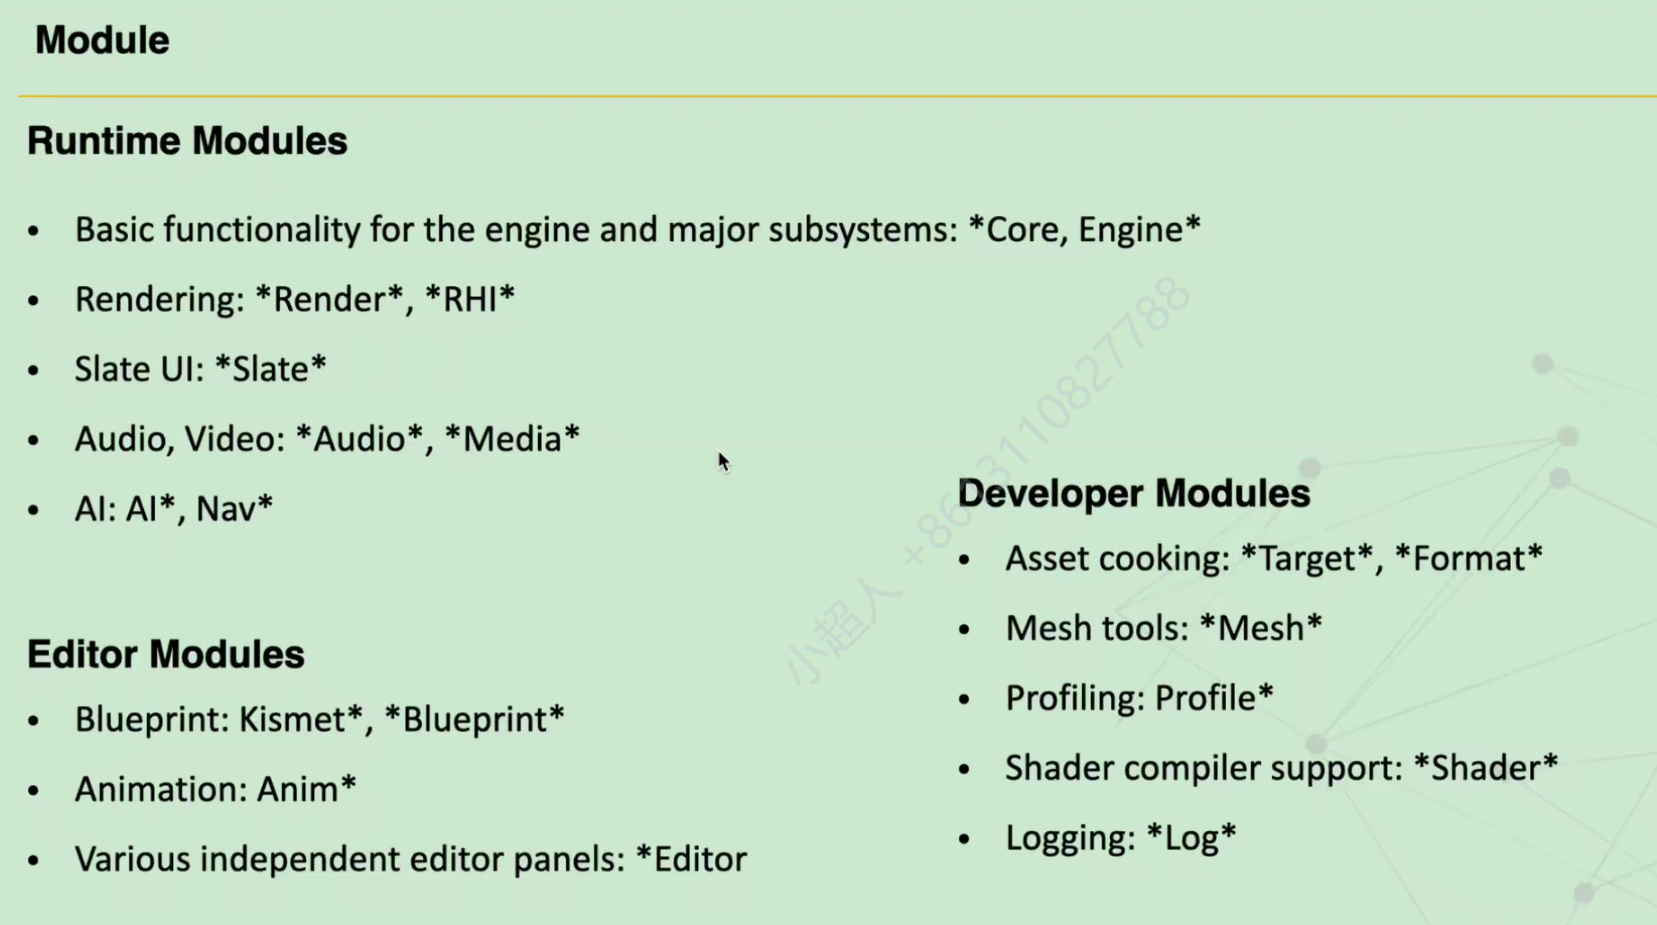 Module
Runtime Modules
• Basic functionality for the engine and major subsystems: *Core, Engine*
• Rendering: *Render*, *RHI*
• Slate UI: *Slate*
• Audio, Video: *Audio*, *Media*
• AI: AI*, Nav*
Editor Modules
• Blueprint: Kismet*, *Blueprint*
• Animation: Anim*
• Various independent editor panels: *Editor
Developer Modules
• Asset cooking: *Target*, *Format*
• Mesh tools: *Mesh*
• Profiling: Profile*
• Shader compiler support: *Shader*
• Logging: *Log*
小超人